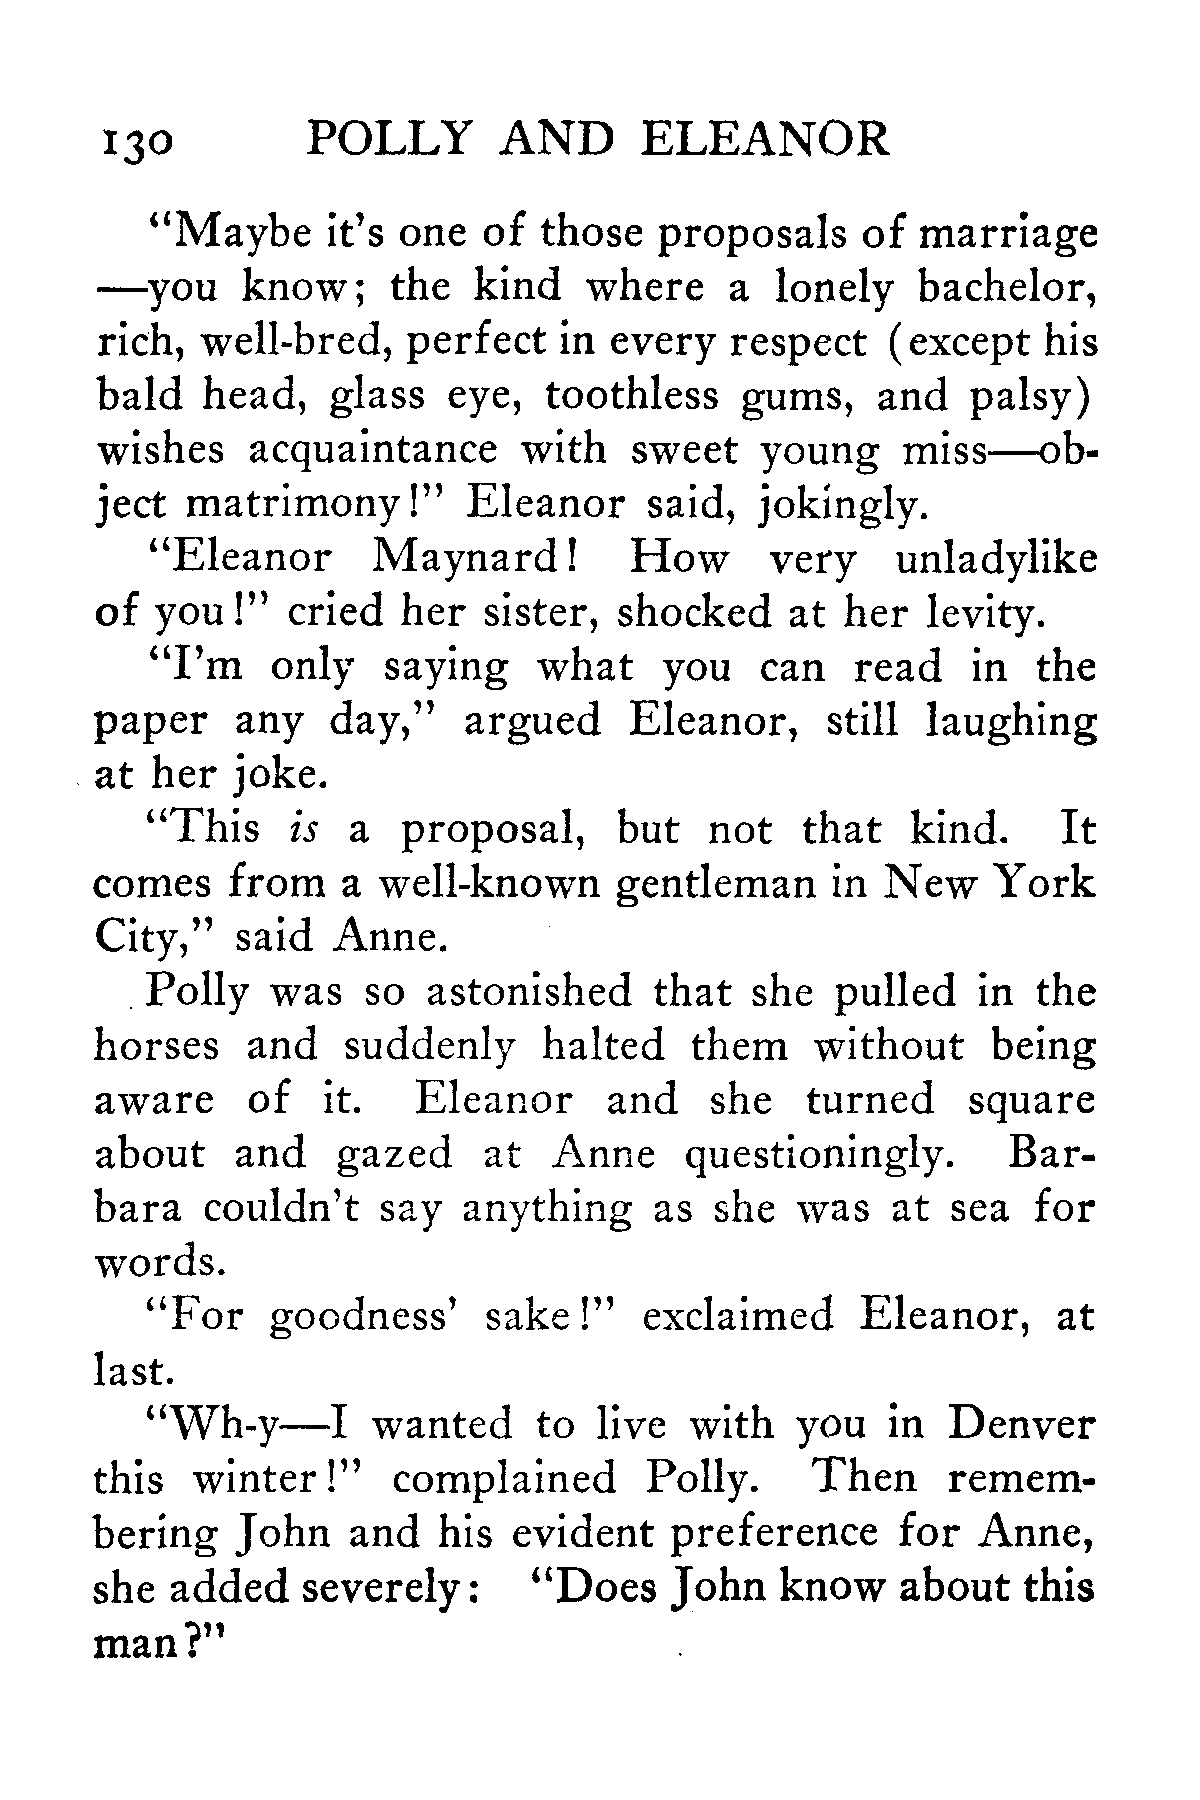 130 POLLY AND ELEANOR
“Maybe it’s one of those proposals of marriage
—you know; the kind where a lonely bachelor,
rich, well-bred, perfect in every respect (except his
bald head, glass eye, toothless gums, and palsy)
wishes acquaintance with sweet young miss—ob-
ject matrimony!” Eleanor said, jokingly.
“Eleanor Maynard! How very unladylike
of you!” cried her sister, shocked at her levity.
“I’m only saying what you can read in the
paper any day,” argued Eleanor, still laughing
at her joke.
“This is a proposal, but not that kind. It
comes from a well-known gentleman in New York
City,” said Anne.
Polly was so astonished that she pulled in the
horses and suddenly halted them without being
aware of it. Eleanor and she turned square
about and gazed at Anne questioningly. Bar-
bara couldn’t say anything as she was at sea for
words.
“For goodness’ sake!” exclaimed Eleanor, at
last.
“Wh-y—I wanted to live with you in Denver
this winter!” complained Polly. Then remem-
bering John and his evident preference for Anne,
she added severely: “Does John know about this
man?”